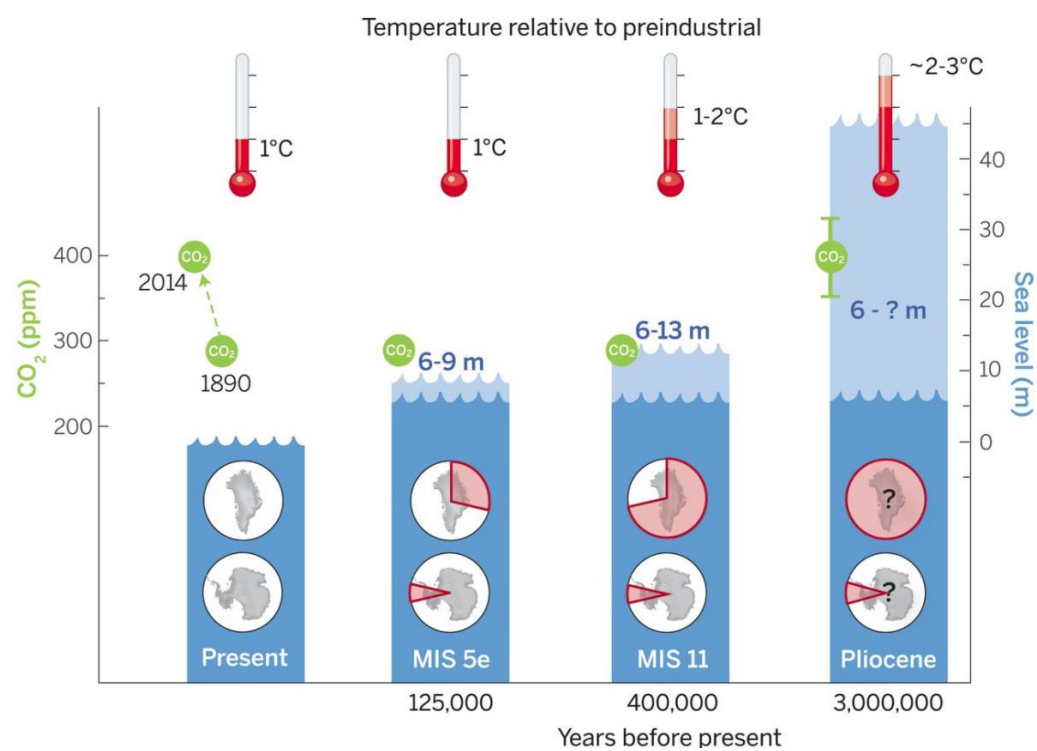 Temperature relative to preindustrial
1°C
1°C
1-2°C
~2-3°C
CO₂ (ppm)
400
300
200
2014
CO₂
CO₂
1890
CO₂
6-9 m
CO₂
6-13 m
CO₂
6 - ? m
40
30
20
10
0
Sea level (m)
?
?
Present
MIS 5e
MIS 11
Pliocene
125,000
400,000
3,000,000
Years before present